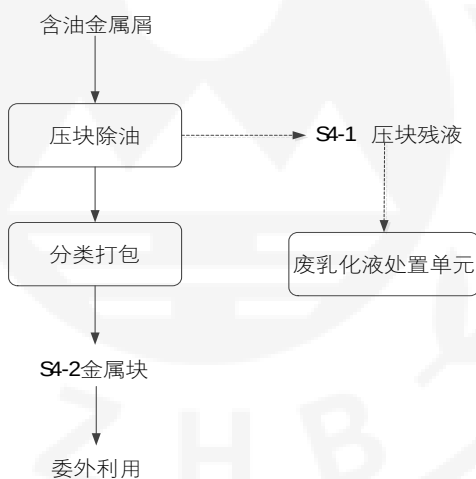 含油金属屑
压块除油
S4-1 压块残液
分类打包
废乳化液处置单元
S4-2金属块
委外利用
ZHB